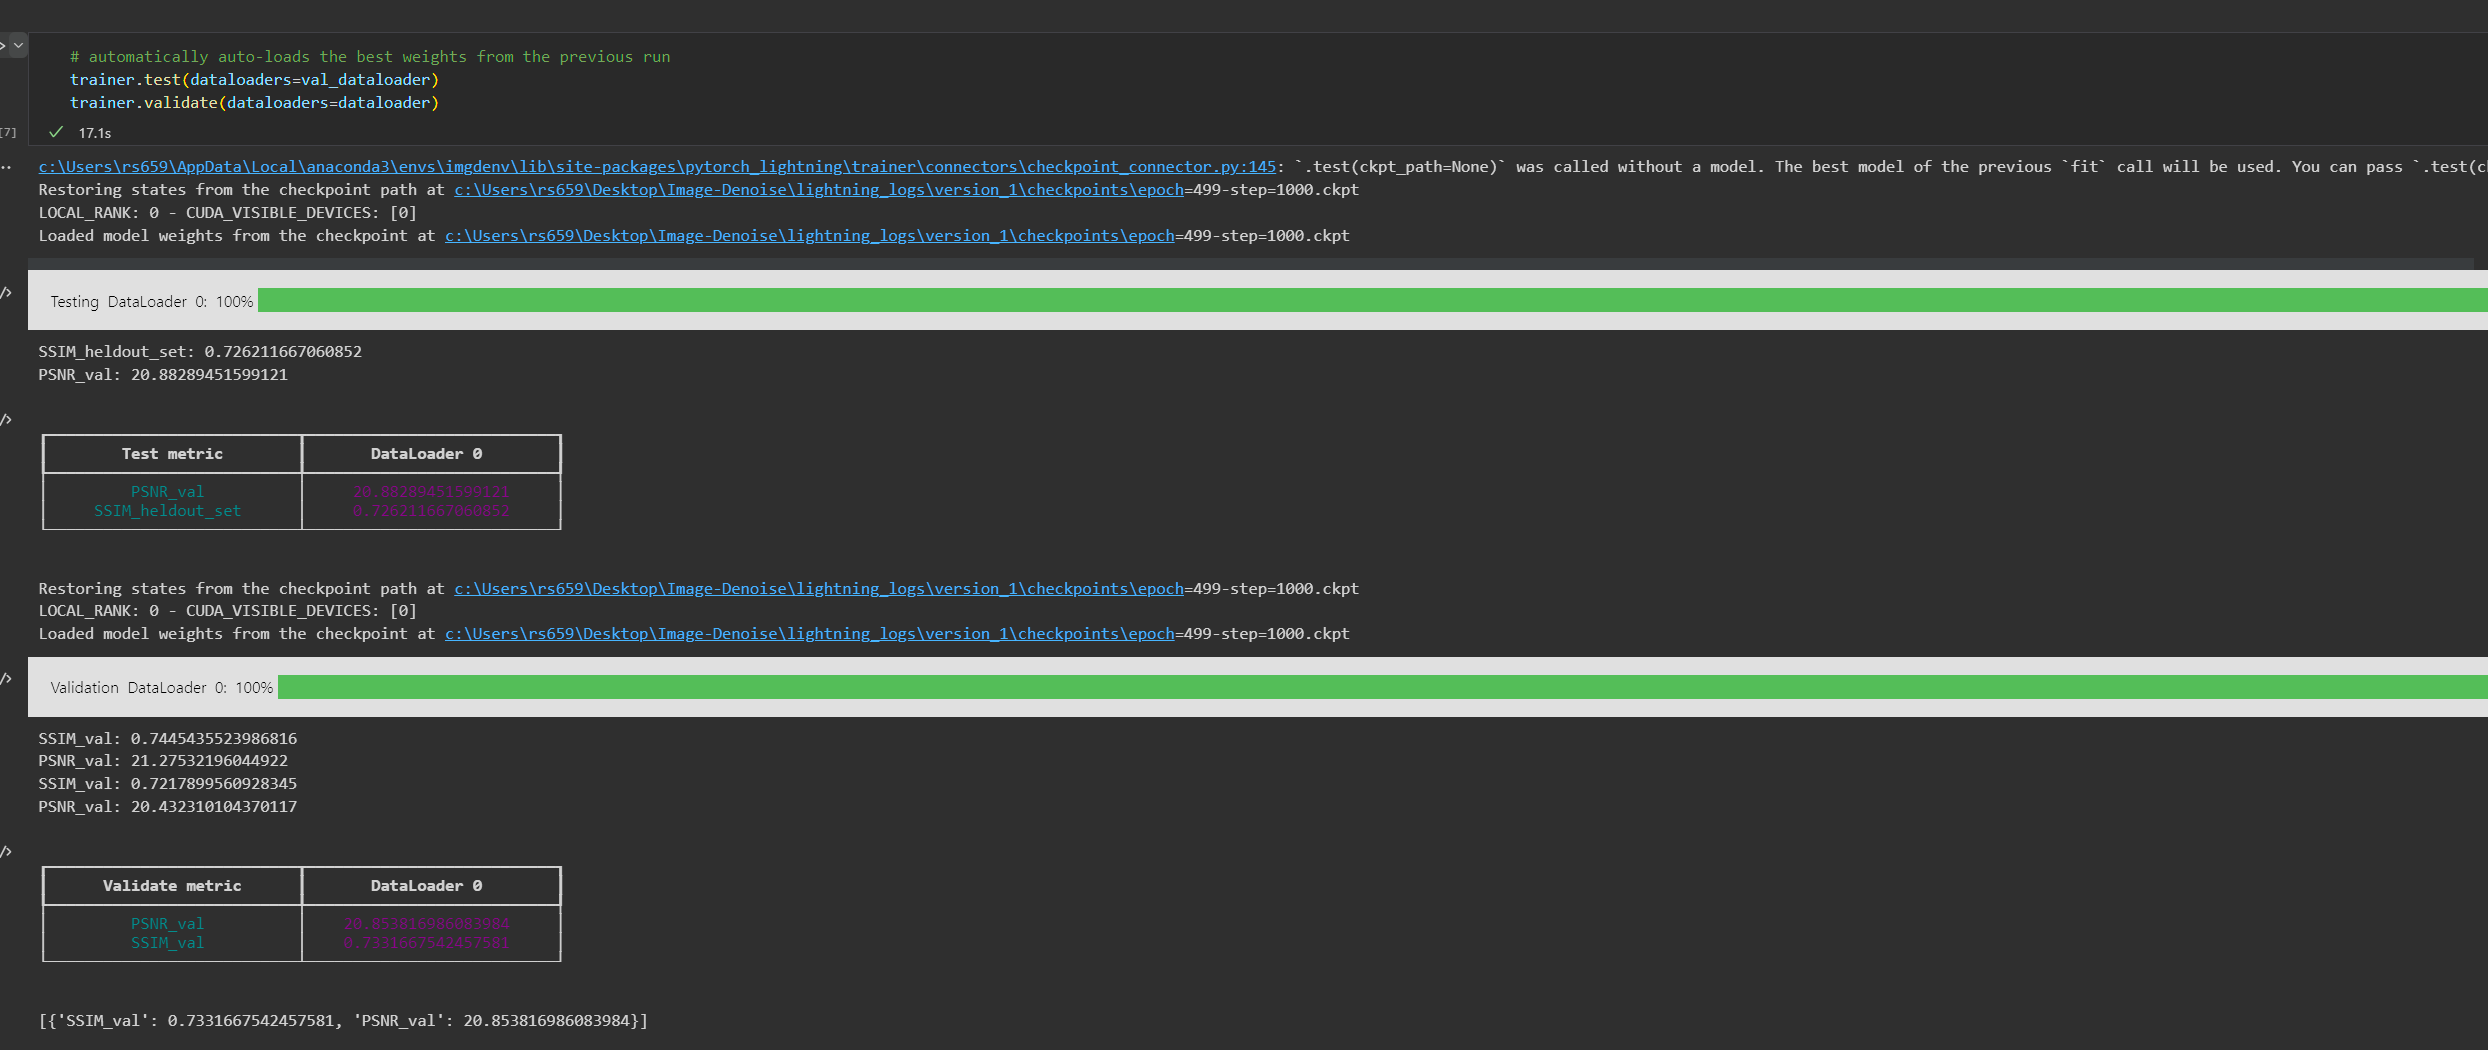 # automatically auto-loads the best weights from the previous run
trainer.test(dataloaders=val_dataloader)
trainer.validate(dataloaders=dataloader)
[7]
17.1s
c:\Users\rs659\AppData\Local\anaconda3\envs\imgdenv\lib\site-packages\pytorch_lightning\trainer\connectors\checkpoint_connector.py:145: `.test(ckpt_path=None)` was called without a model. The best model of the previous `fit` call will be used. You can pass `.test(c
Restoring states from the checkpoint path at c:\Users\rs659\Desktop\Image-Denoise\lightning_logs\version_1\checkpoints\epoch=499-step=1000.ckpt
LOCAL_RANK: 0 - CUDA_VISIBLE_DEVICES: [0]
Loaded model weights from the checkpoint at c:\Users\rs659\Desktop\Image-Denoise\lightning_logs\version_1\checkpoints\epoch=499-step=1000.ckpt
Testing DataLoader 0: 100%
SSIM_heldout_set: 0.726211667060852
PSNR_val: 20.88289451599121
Test metric DataLoader 0
PSNR_val 20.88289451599121
SSIM_heldout_set 0.726211667060852
Restoring states from the checkpoint path at c:\Users\rs659\Desktop\Image-Denoise\lightning_logs\version_1\checkpoints\epoch=499-step=1000.ckpt
LOCAL_RANK: 0 - CUDA_VISIBLE_DEVICES: [0]
Loaded model weights from the checkpoint at c:\Users\rs659\Desktop\Image-Denoise\lightning_logs\version_1\checkpoints\epoch=499-step=1000.ckpt
Validation DataLoader 0: 100%
SSIM_val: 0.7445435523986816
PSNR_val: 21.27532196044922
SSIM_val: 0.7217899560928345
PSNR_val: 20.432310104370117
Validate metric DataLoader 0
PSNR_val 20.853816986083984
SSIM_val 0.7331667542457581
[{'SSIM_val': 0.7331667542457581, 'PSNR_val': 20.853816986083984}]